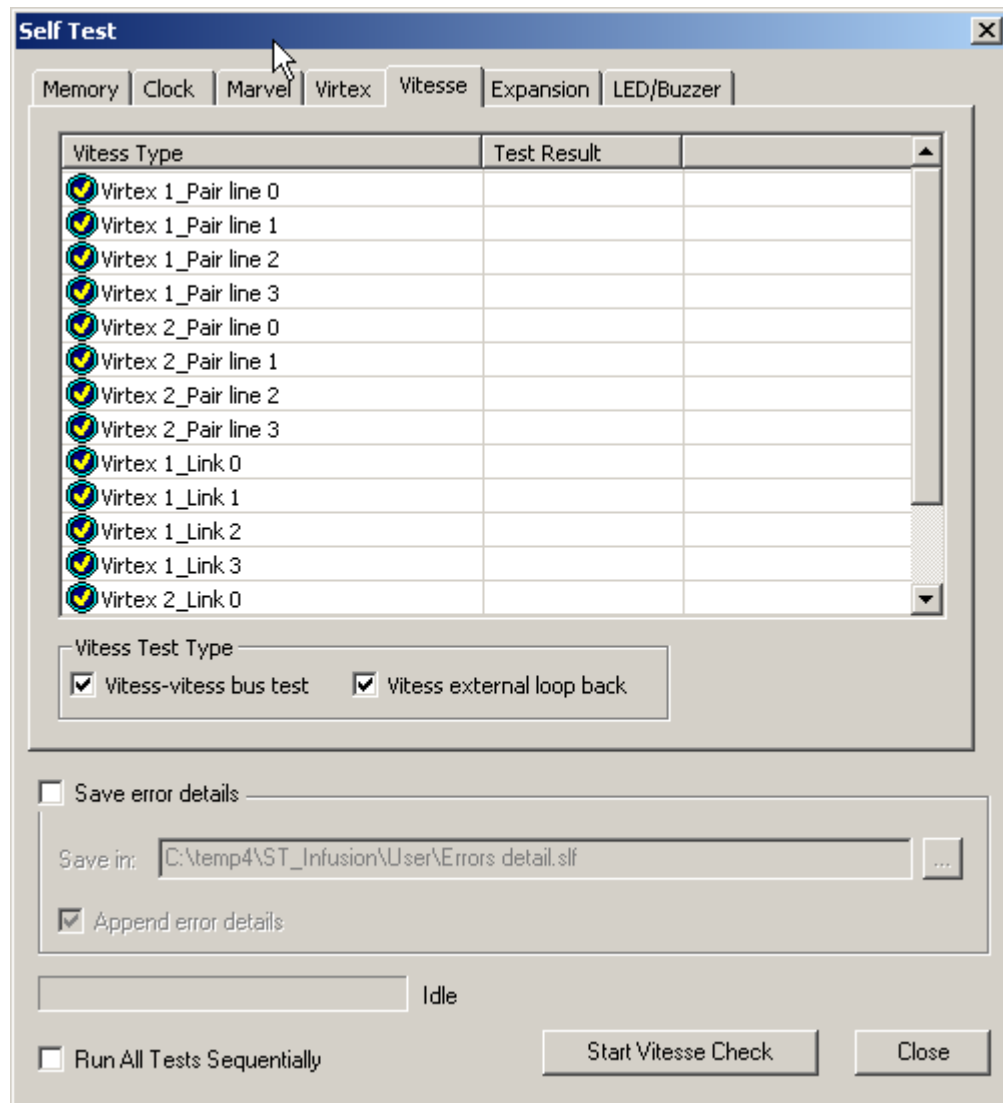 Self Test
Memory Clock Marvel Virtex Vitesse Expansion LED/Buzzer
Vitess Type Test Result
Virtex 1_Pair line 0
Virtex 1_Pair line 1
Virtex 1_Pair line 2
Virtex 1_Pair line 3
Virtex 2_Pair line 0
Virtex 2_Pair line 1
Virtex 2_Pair line 2
Virtex 2_Pair line 3
Virtex 1_Link 0
Virtex 1_Link 1
Virtex 1_Link 2
Virtex 1_Link 3
Virtex 2_Link 0
Vitess Test Type
Vitess-vitess bus test Vitess external loop back
Save error details
Save in: C:\temp4\ST_Infusion\User\Errors detail.slf ...
Append error details
Idle
Run All Tests Sequentially Start Vitesse Check Close